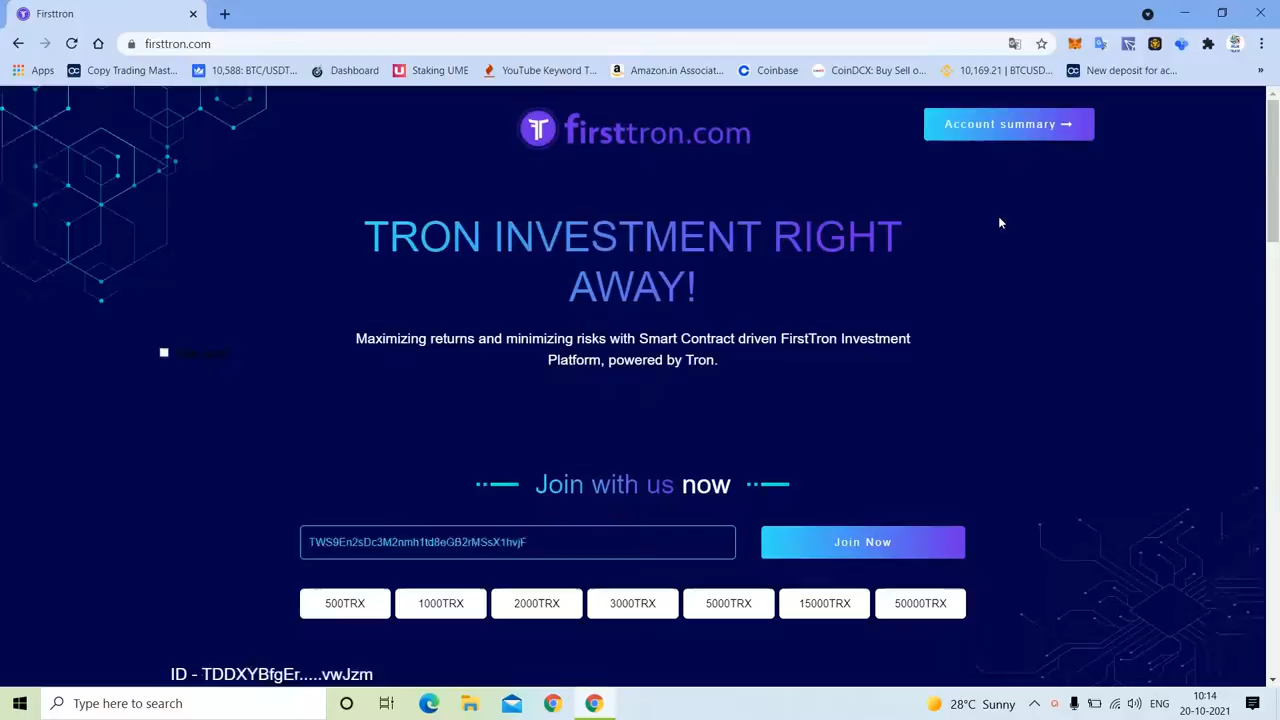 Firsttron
firsttron.com
Apps
Copy Trading Mast...
10,588: BTC/USDT...
Dashboard
Staking UME
YouTube Keyword T...
Amazon.in Associat...
Coinbase
CoinDCX: Buy Sell o...
10,169.21 | BTCUSD...
New deposit for ac...
»
firsttron.com
Account summary
TRON INVESTMENT RIGHT
AWAY!
Maximizing returns and minimizing risks with Smart Contract driven FirstTron Investment
Platform, powered by Tron.
Join with us now
TWS9En2sDc3M2nmh1td8eGB2rMSsX1hvjF
Join Now
500TRX
1000TRX
2000TRX
3000TRX
5000TRX
15000TRX
50000TRX
ID - TDDXYBfgEr.....vwJzm
Type here to search
28°C Sunny
ENG
10:14
20-10-2021